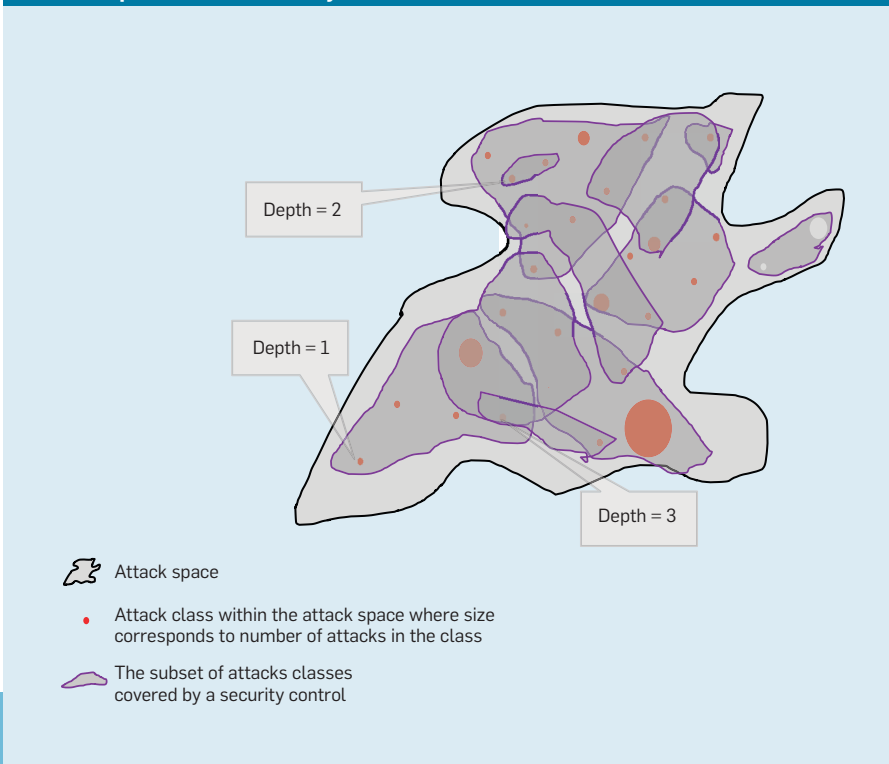 Depth = 2
Depth = 1
Depth = 3
Attack space
Attack class within the attack space where size
corresponds to number of attacks in the class
The subset of attacks classes
covered by a security control